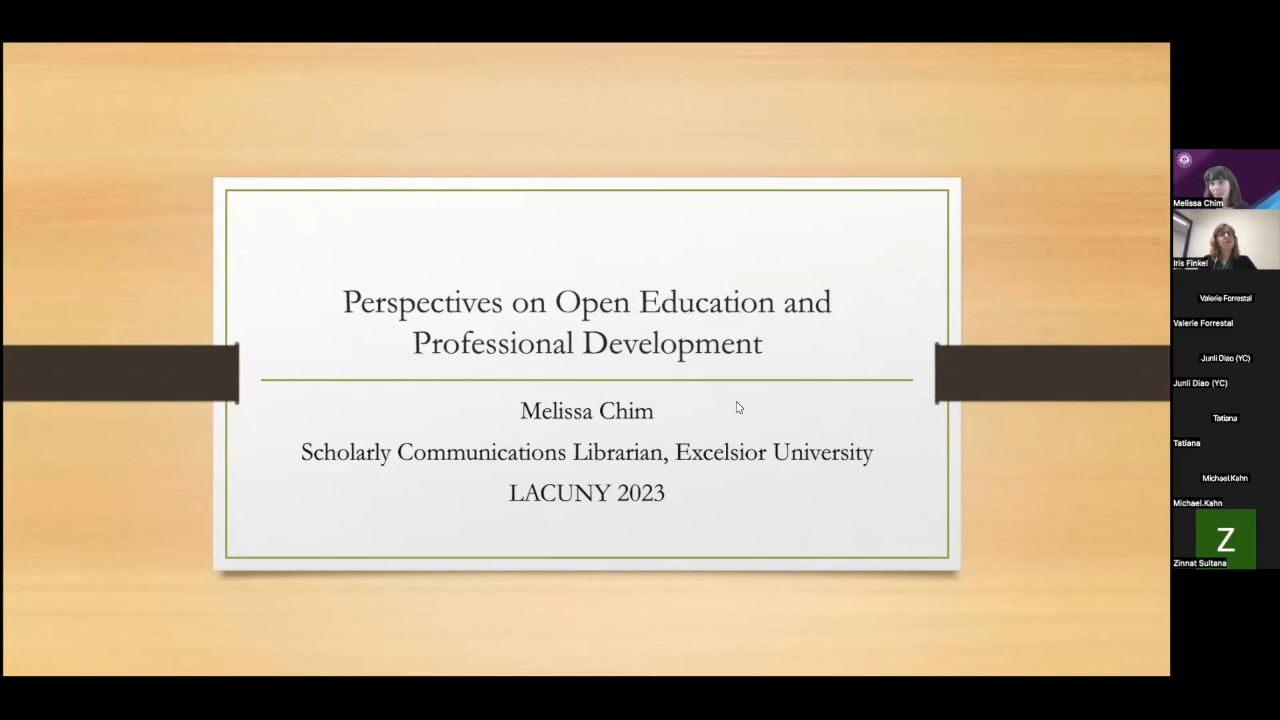 Perspectives on Open Education and
Professional Development
Melissa Chim
Scholarly Communications Librarian, Excelsior University
LACUNY 2023
Melissa Chim
Iris Finkel
Valerie Forrestal
Valerie Forrestal
Junli Diao (YC)
Junli Diao (YC)
Tatiana
Tatiana
Michael.Kahn
Michael.Kahn
Z
Zinnat Sultana